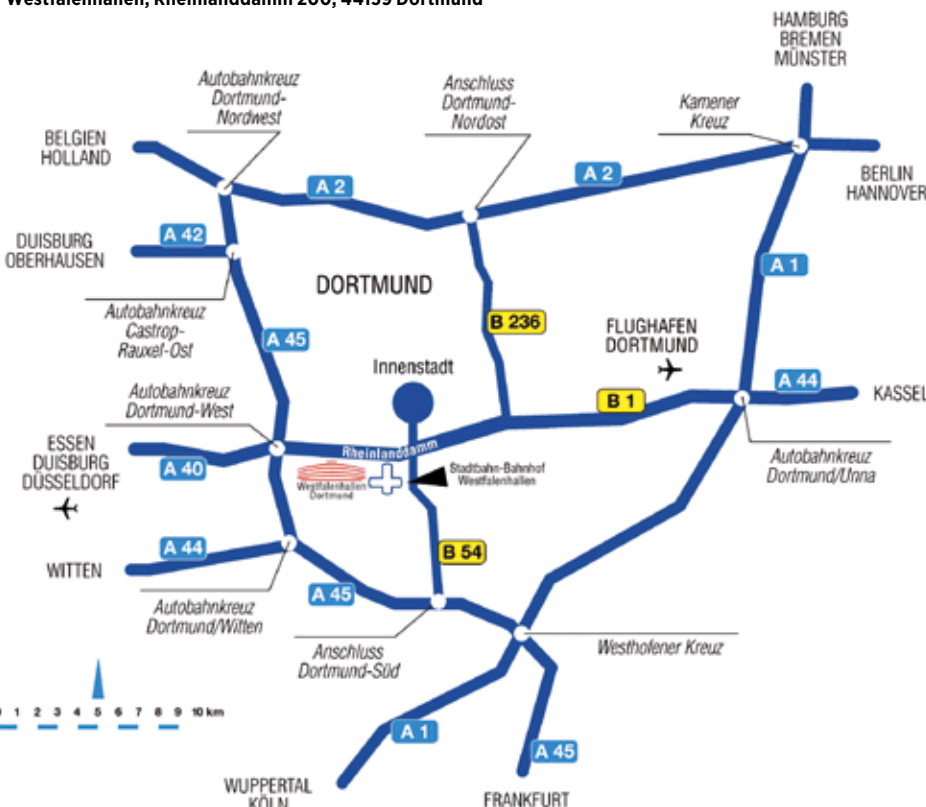 Westfalenhallen, Rheinlanddamm 200, 44139 Dortmund
HAMBURG
BREMEN
MÜNSTER
Autobahnkreuz
Dortmund-
Nordwest
Anschluss
Dortmund-
Nordost
Kamener
Kreuz
BELGIEN
HOLLAND
BERLIN
HANNOVER
A 2
A 2
DUISBURG
OBERHAUSEN
A 42
A 1
DORTMUND
Autobahnkreuz
Castrop-
Rauxel-Ost
A 45
B 236
FLUGHAFEN
DORTMUND
Innenstadt
Autobahnkreuz
Dortmund-West
B 1
A 44
KASSEL
ESSEN
DUISBURG
DÜSSELDORF
A 40
Rheinlanddamm
Westfalenhallen
Dortmund
Stadtbahn-Bahnhof
Westfalenhallen
Autobahnkreuz
Dortmund/Unna
WITTEN
A 44
B 54
A 45
Autobahnkreuz
Dortmund/Witten
Anschluss
Dortmund-Süd
Westhofener Kreuz
0 1 2 3 4 5 6 7 8 9 10 km
A 1
A 45
WUPPERTAL
KÖLN
FRANKFURT